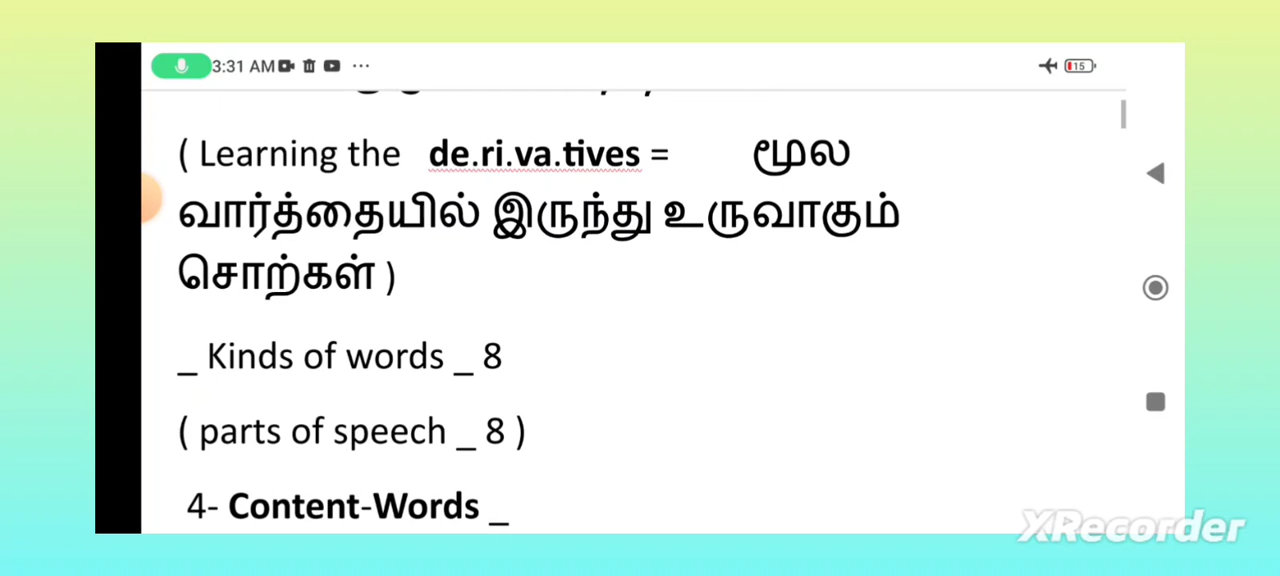 3:31 AM ... 15
( Learning the de.ri.va.tives = மூல
வார்த்தையில் இருந்து உருவாகும்
சொற்கள் )
_ Kinds of words _ 8
( parts of speech _ 8 )
4- Content-Words _
XRecorder